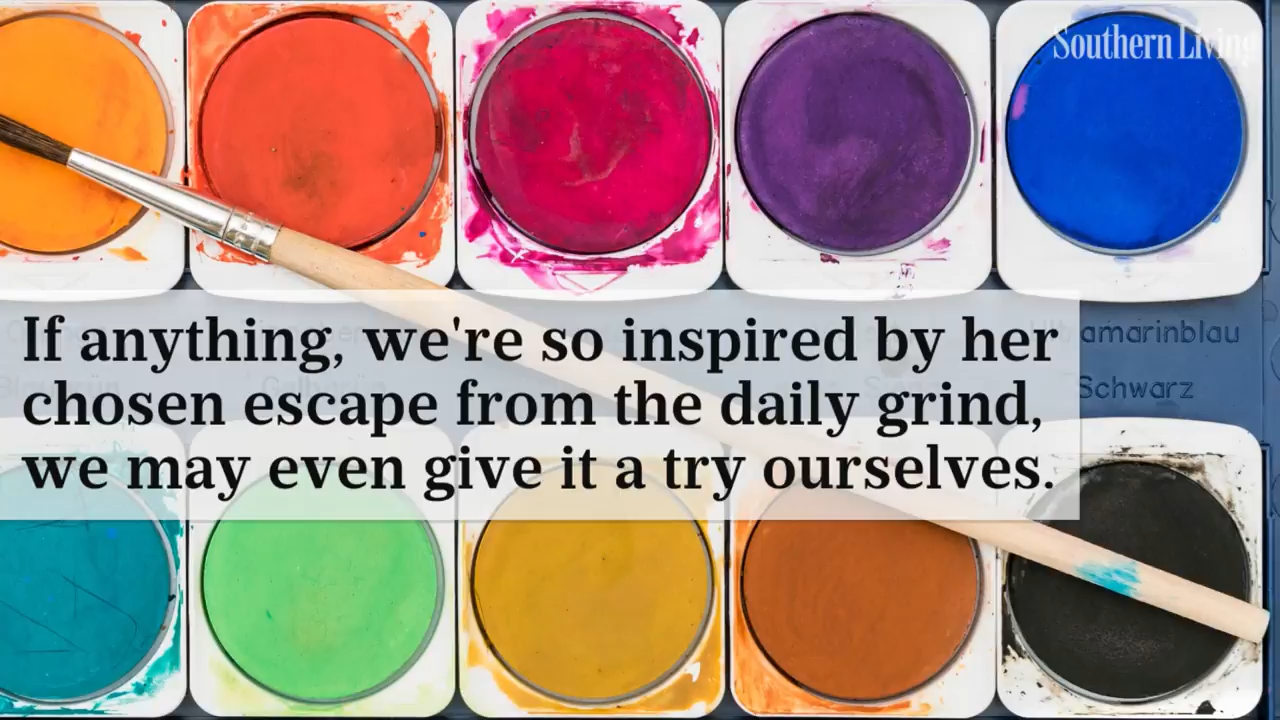 Southern Living
If anything, we're so inspired by her
chosen escape from the daily grind,
we may even give it a try ourselves.
amarinblau
Schwarz